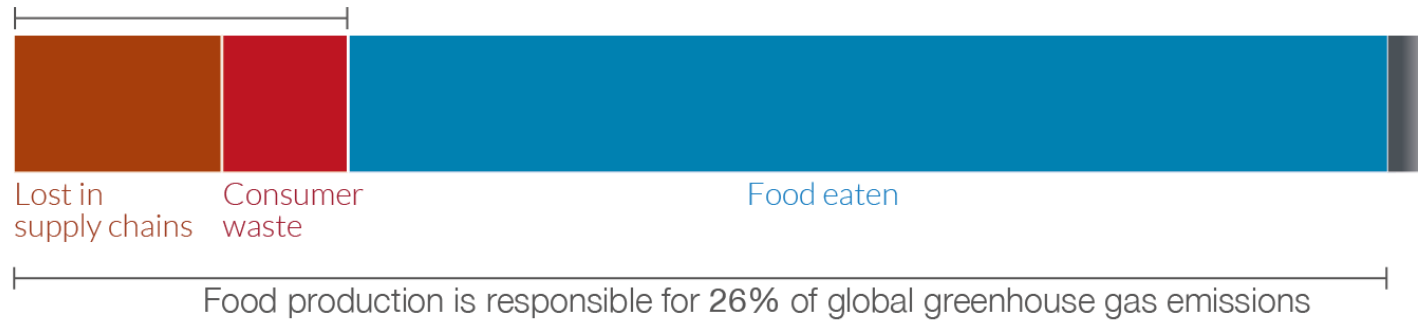 Lost in
supply chains
Consumer
waste
Food eaten
Food production is responsible for 26% of global greenhouse gas emissions